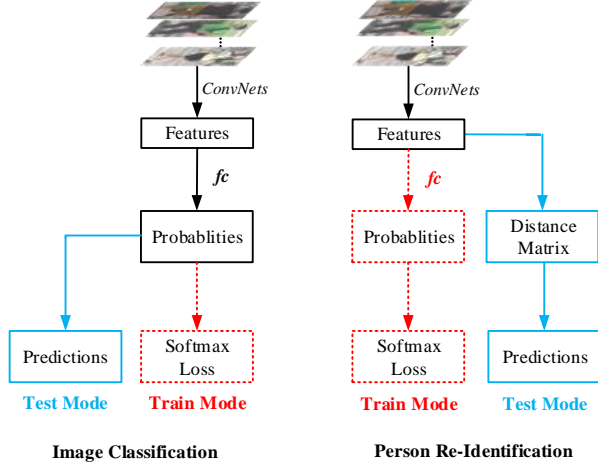 ConvNets
Features
fc
Probablities
Predictions
Softmax
Loss
Test Mode
Train Mode
Image Classification
ConvNets
Features
fc
Probablities
Distance
Matrix
Softmax
Loss
Predictions
Train Mode
Test Mode
Person Re-Identification